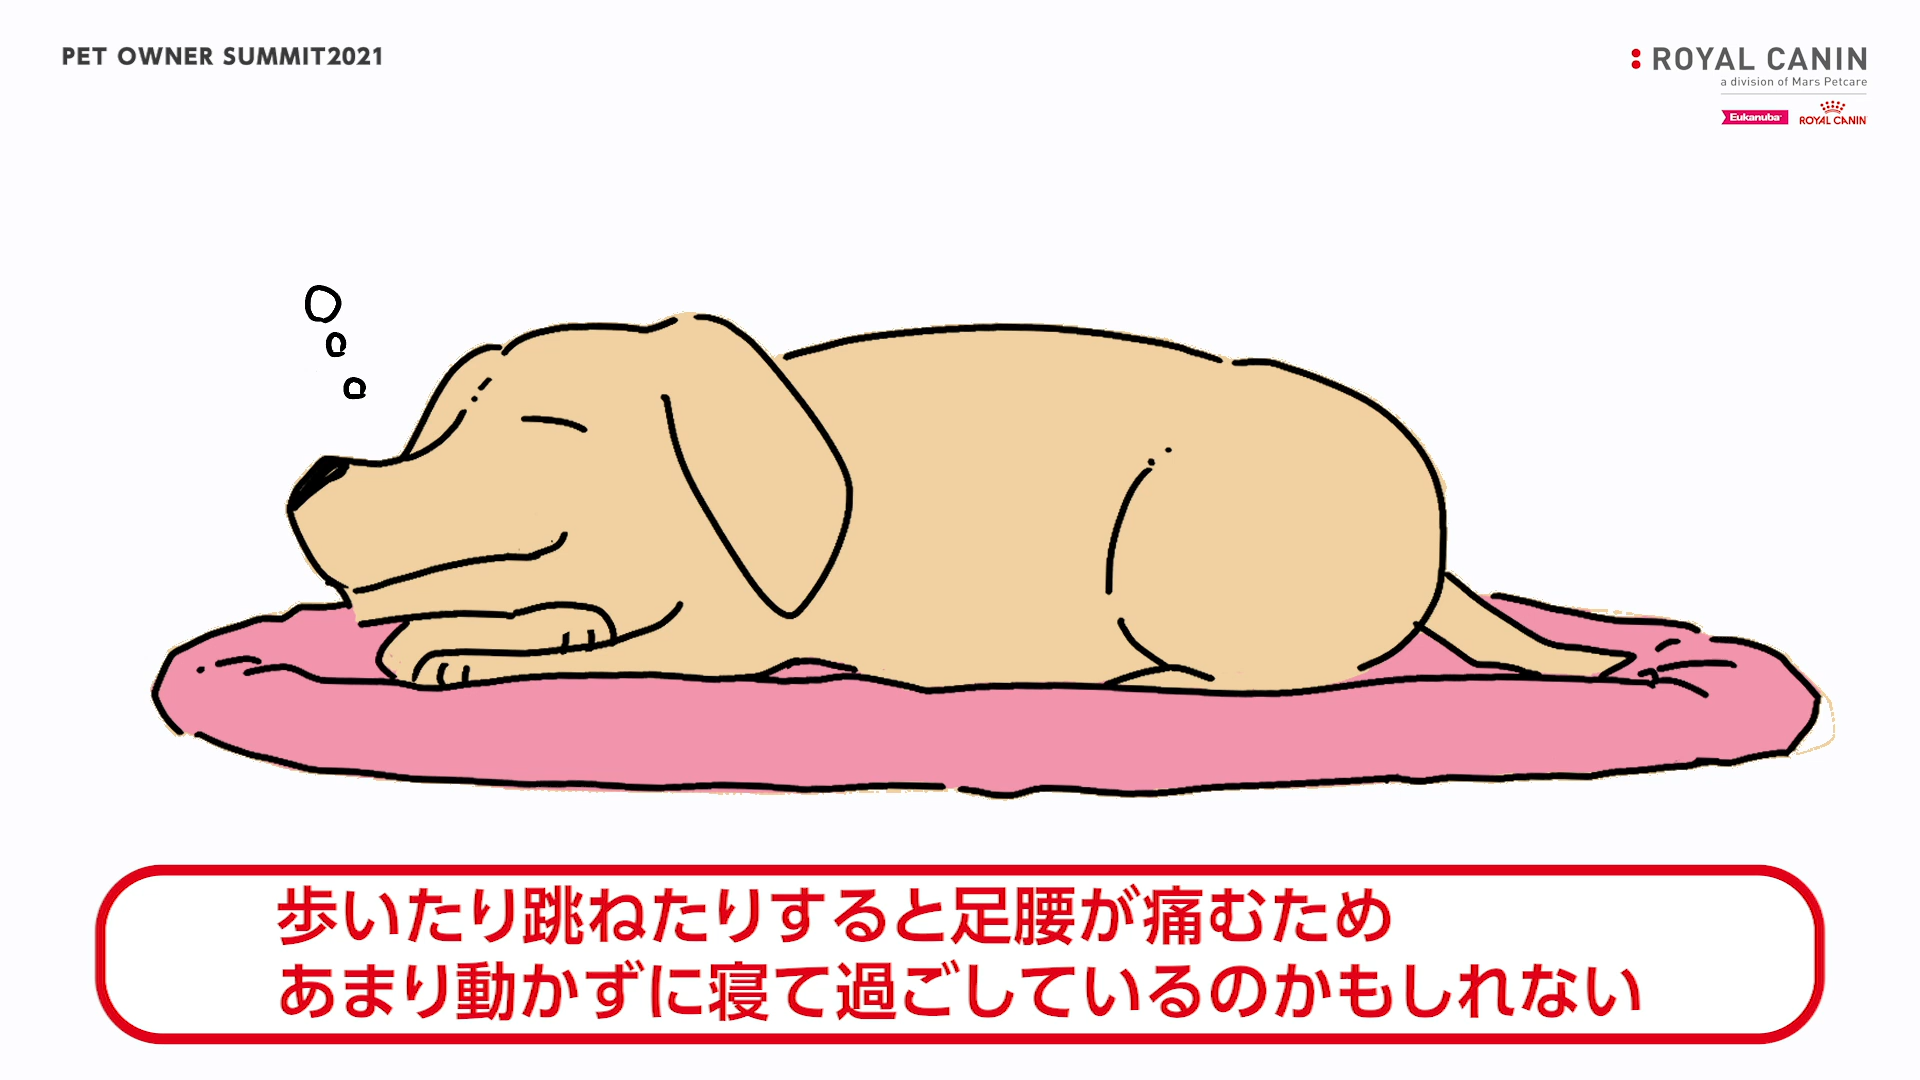 PET OWNER SUMMIT2021
ROYAL CANIN
a division of Mars Petcare
Eukanuba
ROYAL CANIN
歩いたり跳ねたりすると足腰が痛むため
あまり動かずに寝て過ごしているのかもしれない